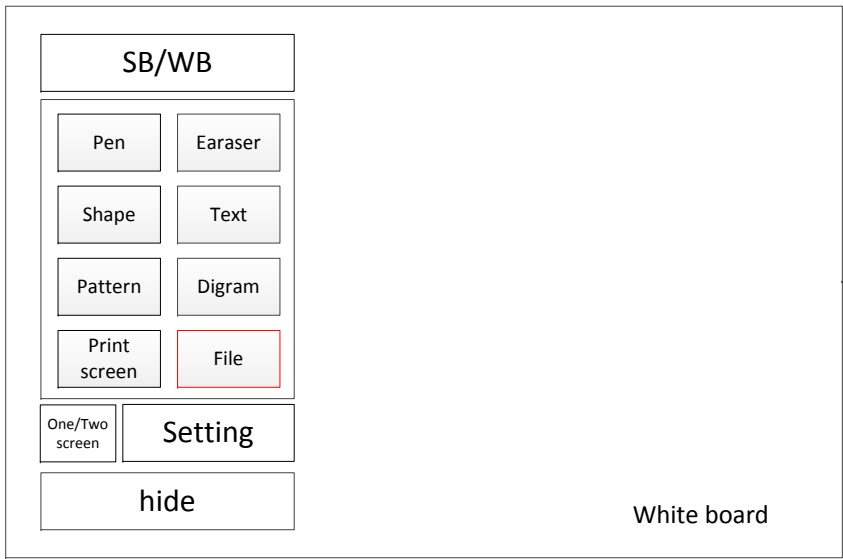 SB/WB
Pen
Earaser
Shape
Text
Pattern
Digram
Print
screen
File
One/Two
screen
Setting
hide
White board